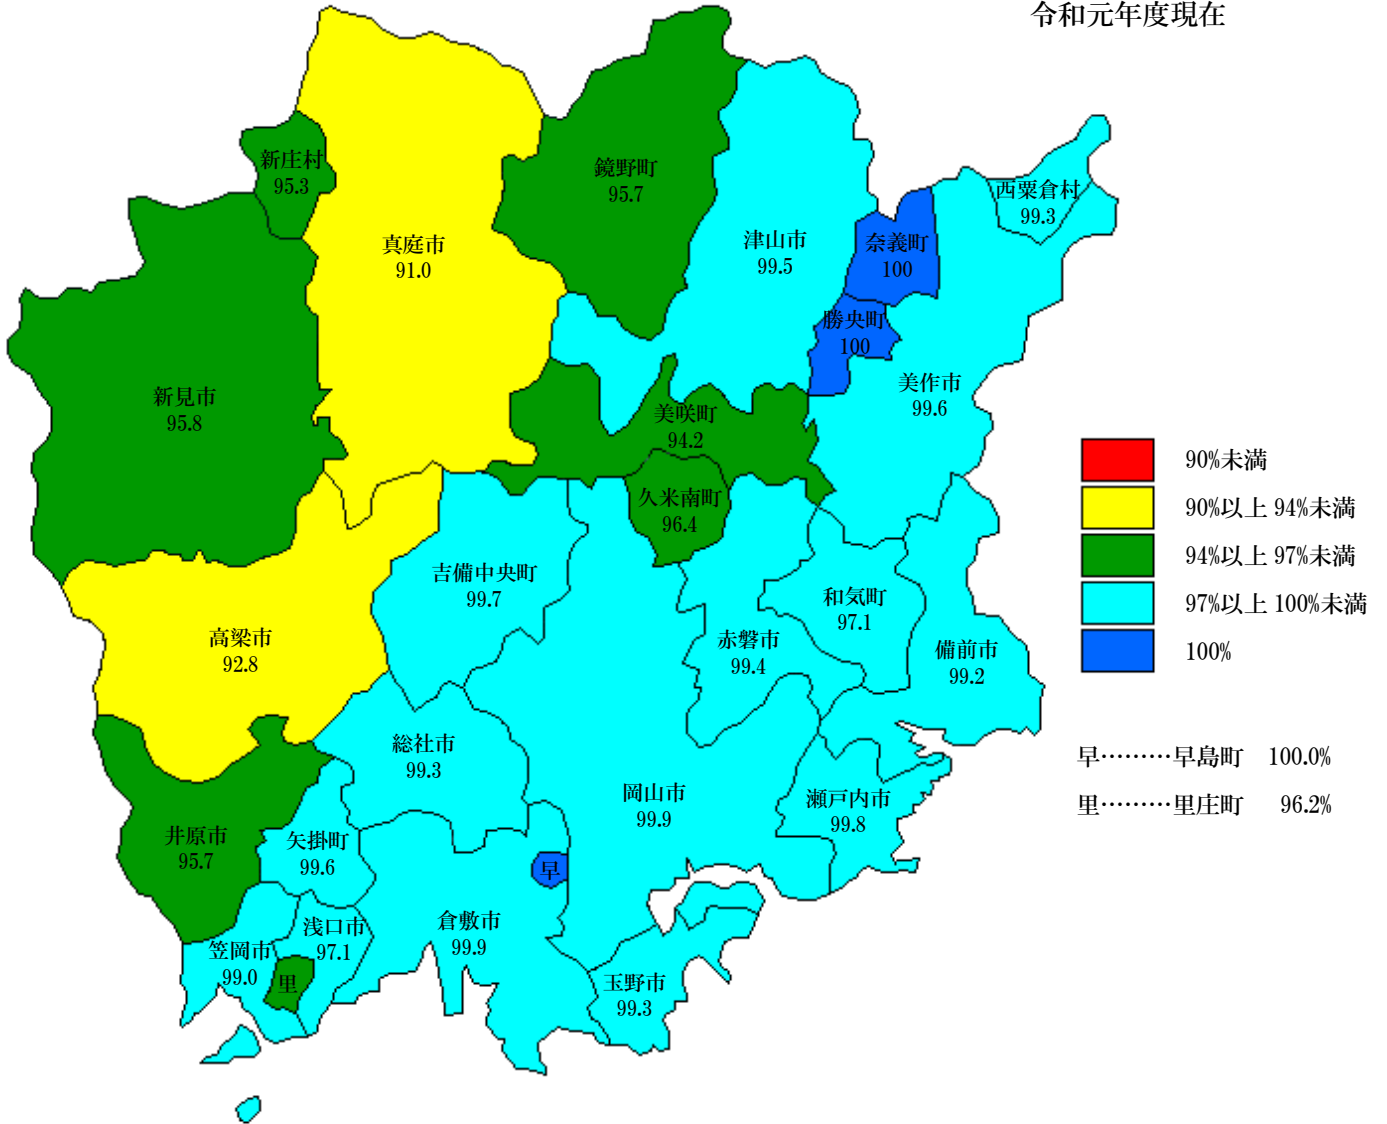 令和元年度現在
新庄村
95.3
鏡野町
95.7
西粟倉村
99.3
真庭市
91.0
津山市
99.5
奈義町
100
勝央町
100
新見市
95.8
美作市
99.6
美咲町
94.2
久米南町
96.4
吉備中央町
99.7
和気町
97.1
高梁市
92.8
赤磐市
99.4
備前市
99.2
総社市
99.3
岡山市
99.9
瀬戸内市
99.8
井原市
95.7
矢掛町
99.6
早
倉敷市
99.9
浅口市
97.1
笠岡市
99.0
里
玉野市
99.3
90%未満
90%以上 94%未満
94%以上 97%未満
97%以上 100%未満
100%
早………早島町 100.0%
里………里庄町 96.2%